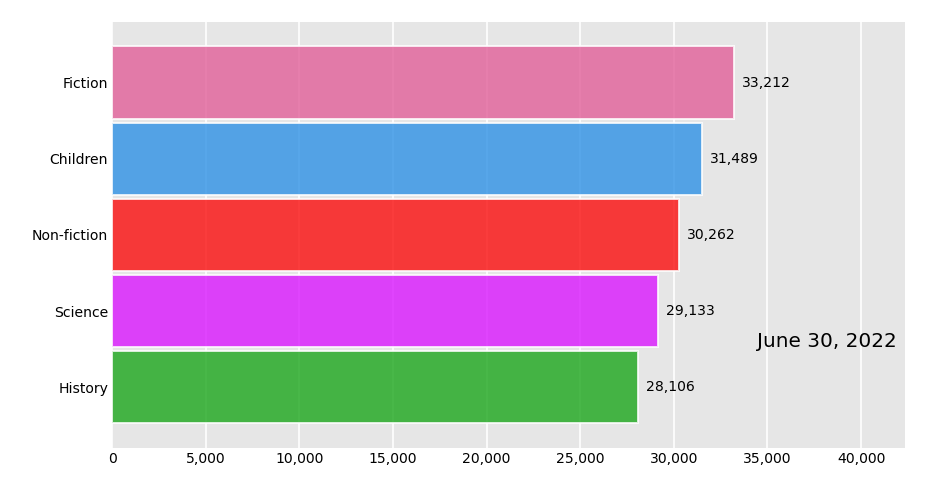 Fiction 33,212
Children 31,489
Non-fiction 30,262
Science 29,133
June 30, 2022
History 28,106
0 5,000 10,000 15,000 20,000 25,000 30,000 35,000 40,000